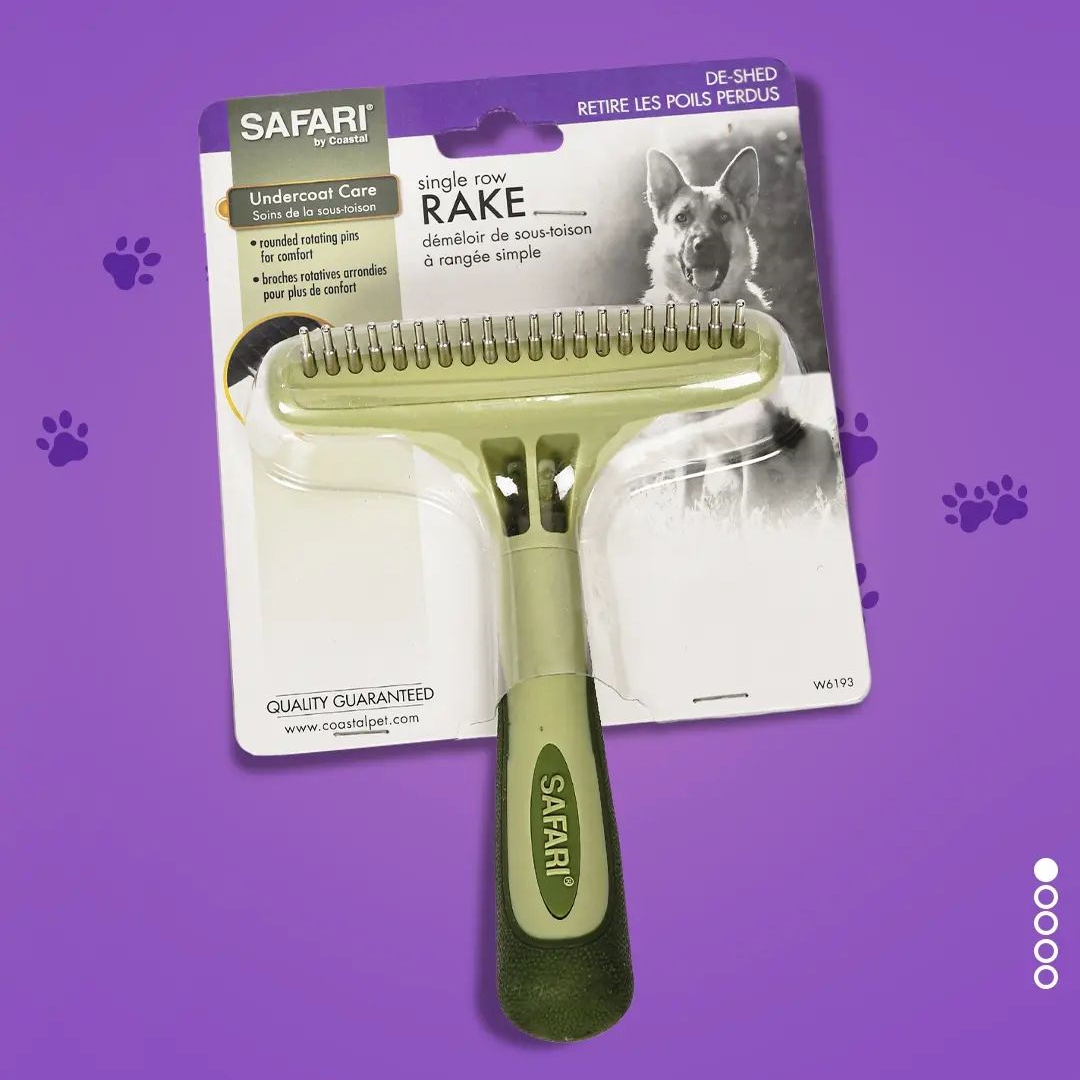 SAFARI®
by Coastal
Undercoat Care
Soins de la sous-toison
• rounded rotating pins
for comfort
• broches rotatives arrondies
pour plus de confort
DE-SHED
RETIRE LES POILS PERDUS
single row
RAKE
démêloir de sous-toison
à rangée simple
QUALITY GUARANTEED
www.coastalpet.com
W6193
SAFARI®